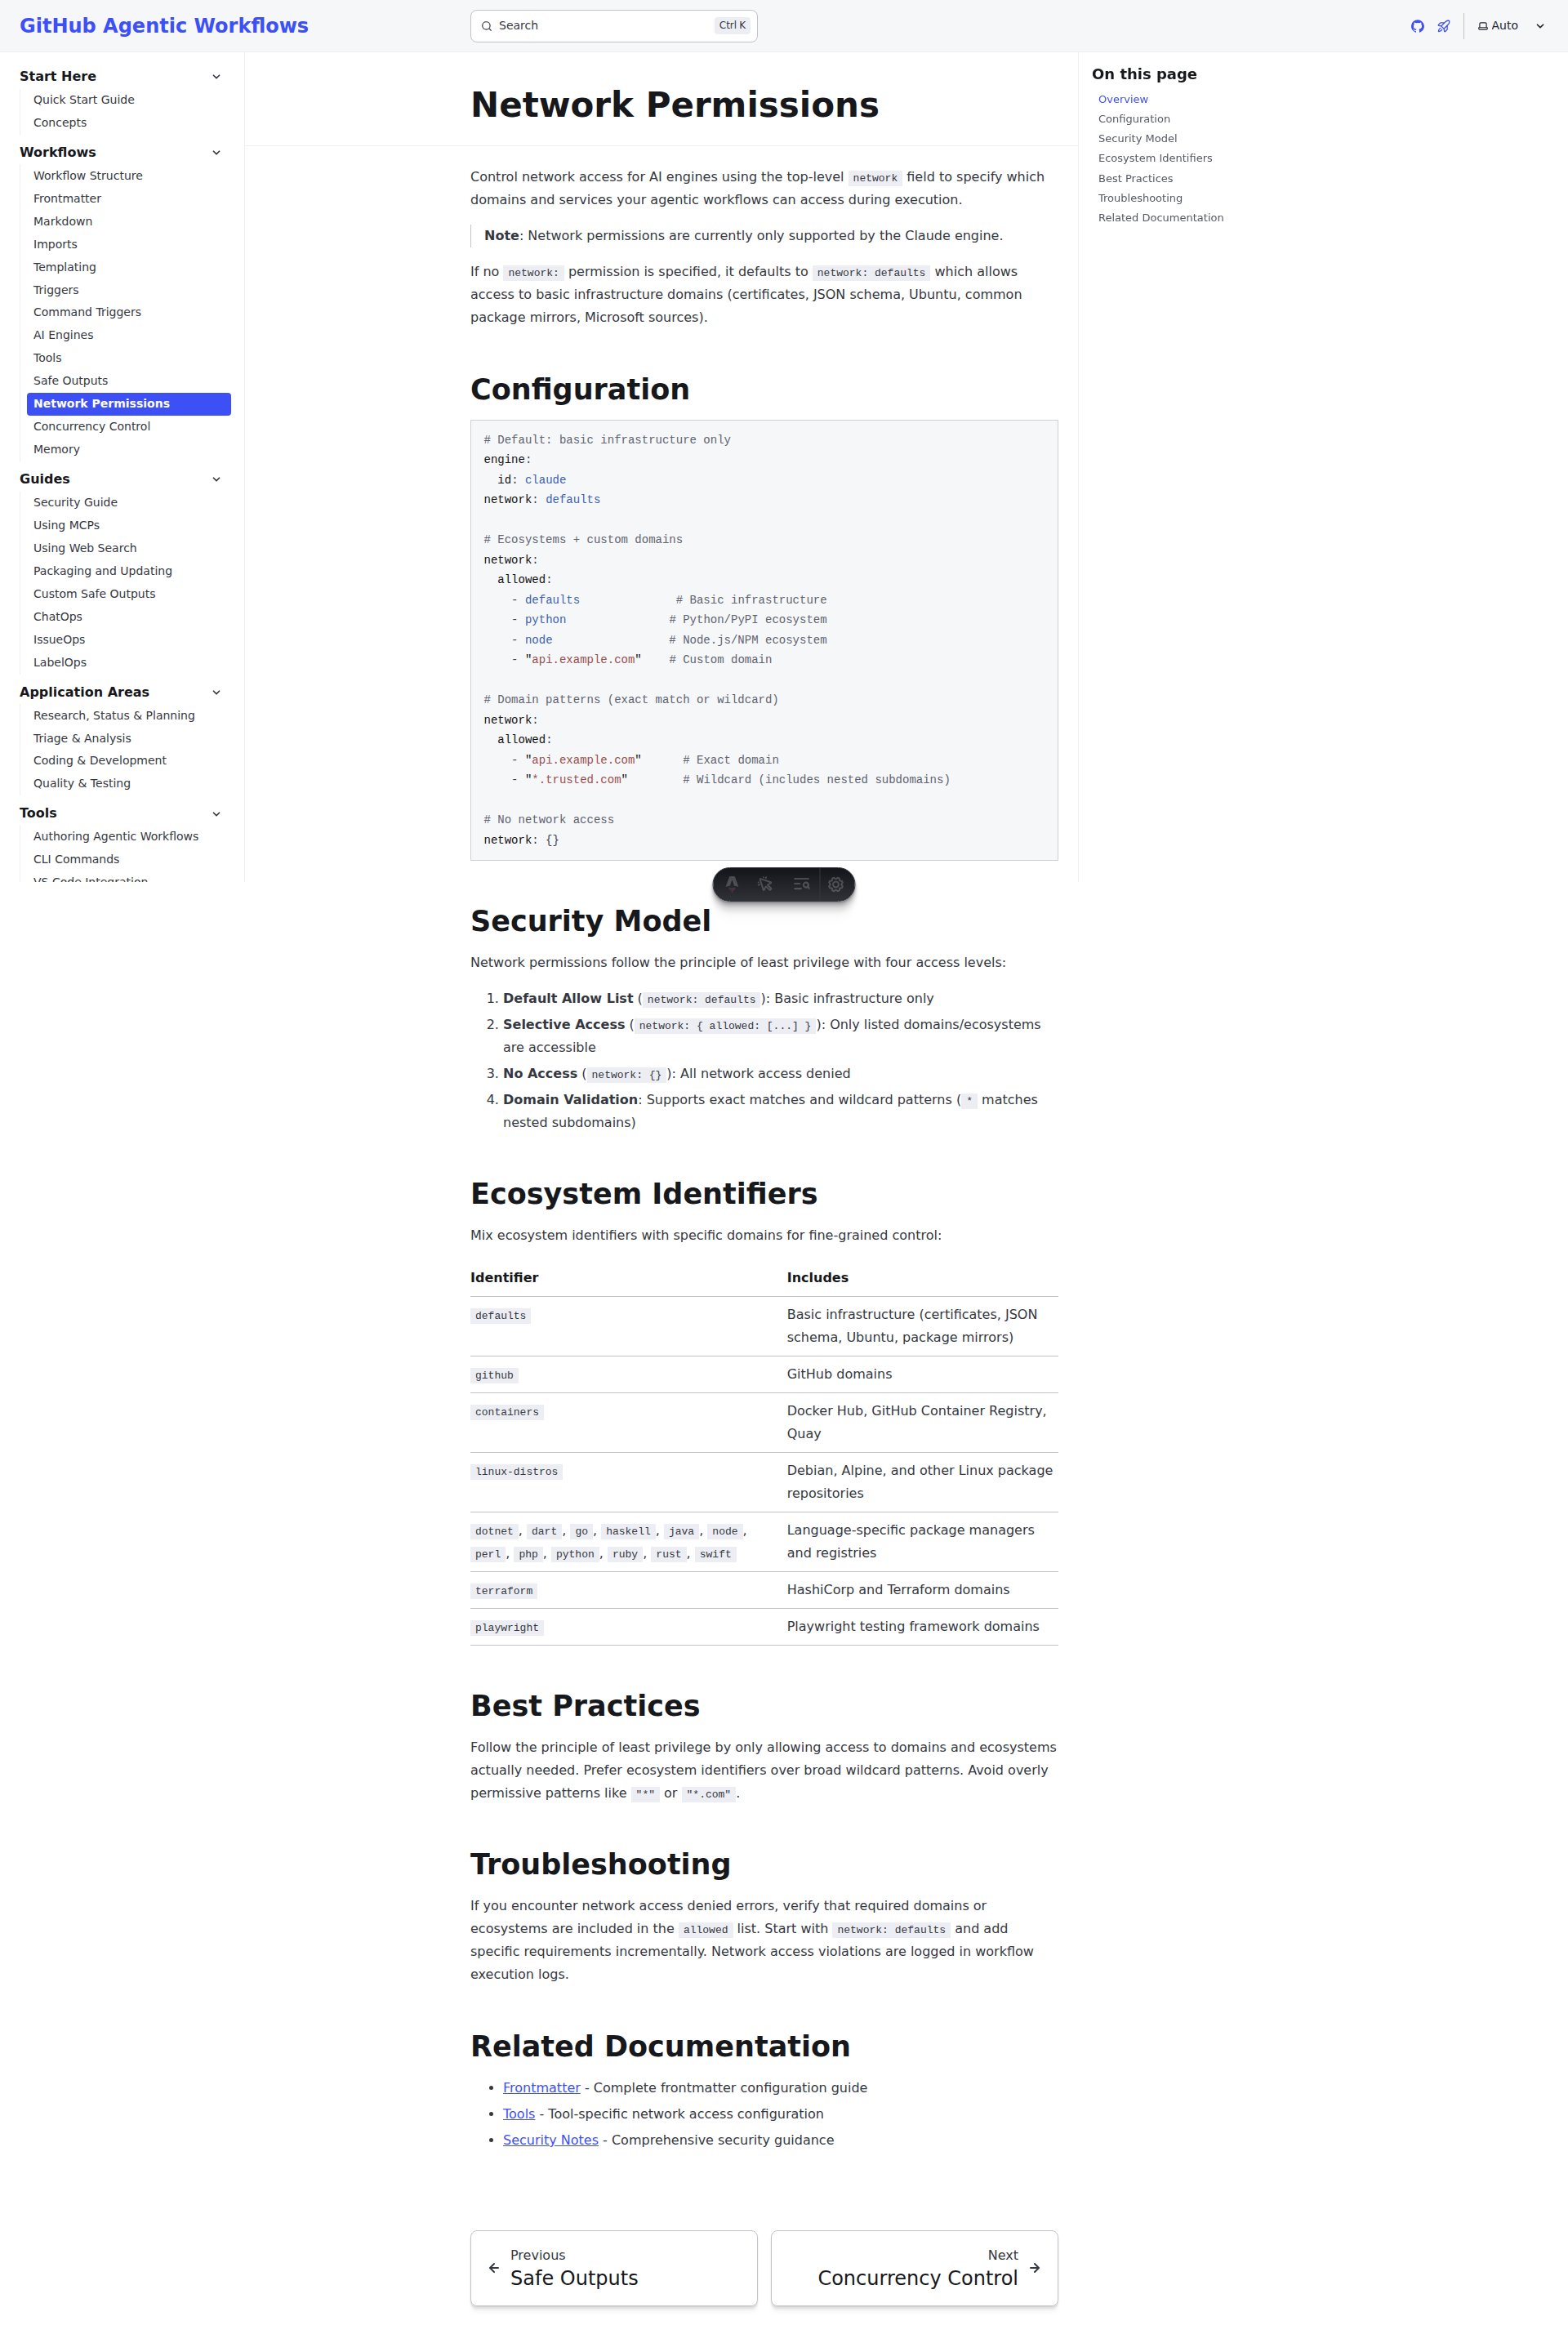 GitHub Agentic Workflows
Search
Ctrl K
Auto
Start Here
Quick Start Guide
Concepts
Workflows
Workflow Structure
Frontmatter
Markdown
Imports
Templating
Triggers
Command Triggers
AI Engines
Tools
Safe Outputs
Network Permissions
Concurrency Control
Memory
Guides
Security Guide
Using MCPs
Using Web Search
Packaging and Updating
Custom Safe Outputs
ChatOps
IssueOps
LabelOps
Application Areas
Research, Status & Planning
Triage & Analysis
Coding & Development
Quality & Testing
Tools
Authoring Agentic Workflows
CLI Commands
VS Code Integration
Network Permissions
Control network access for AI engines using the top-level network field to specify which
domains and services your agentic workflows can access during execution.
Note: Network permissions are currently only supported by the Claude engine.
If no network: permission is specified, it defaults to network: defaults which allows
access to basic infrastructure domains (certificates, JSON schema, Ubuntu, common
package mirrors, Microsoft sources).
Configuration
# Default: basic infrastructure only
engine:
  id: claude
network: defaults
# Ecosystems + custom domains
network:
  allowed:
    - defaults              # Basic infrastructure
    - python               # Python/PyPI ecosystem
    - node                 # Node.js/NPM ecosystem
    - "api.example.com"    # Custom domain
# Domain patterns (exact match or wildcard)
network:
  allowed:
    - "api.example.com"      # Exact domain
    - "*.trusted.com"        # Wildcard (includes nested subdomains)
# No network access
network: {}
Security Model
Network permissions follow the principle of least privilege with four access levels:
1. Default Allow List (network: defaults): Basic infrastructure only
2. Selective Access (network: { allowed: [...] }): Only listed domains/ecosystems
are accessible
3. No Access (network: {}): All network access denied
4. Domain Validation: Supports exact matches and wildcard patterns (* matches
nested subdomains)
Ecosystem Identifiers
Mix ecosystem identifiers with specific domains for fine-grained control:
Identifier Includes
defaults Basic infrastructure (certificates, JSON
schema, Ubuntu, package mirrors)
github GitHub domains
containers Docker Hub, GitHub Container Registry,
Quay
linux-distros Debian, Alpine, and other Linux package
repositories
dotnet, dart, go, haskell, java, node, Language-specific package managers
perl, php, python, ruby, rust, swift and registries
terraform HashiCorp and Terraform domains
playwright Playwright testing framework domains
Best Practices
Follow the principle of least privilege by only allowing access to domains and ecosystems
actually needed. Prefer ecosystem identifiers over broad wildcard patterns. Avoid overly
permissive patterns like "*" or "*.com".
Troubleshooting
If you encounter network access denied errors, verify that required domains or
ecosystems are included in the allowed list. Start with network: defaults and add
specific requirements incrementally. Network access violations are logged in workflow
execution logs.
Related Documentation
• Frontmatter - Complete frontmatter configuration guide
• Tools - Tool-specific network access configuration
• Security Notes - Comprehensive security guidance
Previous
Safe Outputs
Next
Concurrency Control
On this page
Overview
Configuration
Security Model
Ecosystem Identifiers
Best Practices
Troubleshooting
Related Documentation